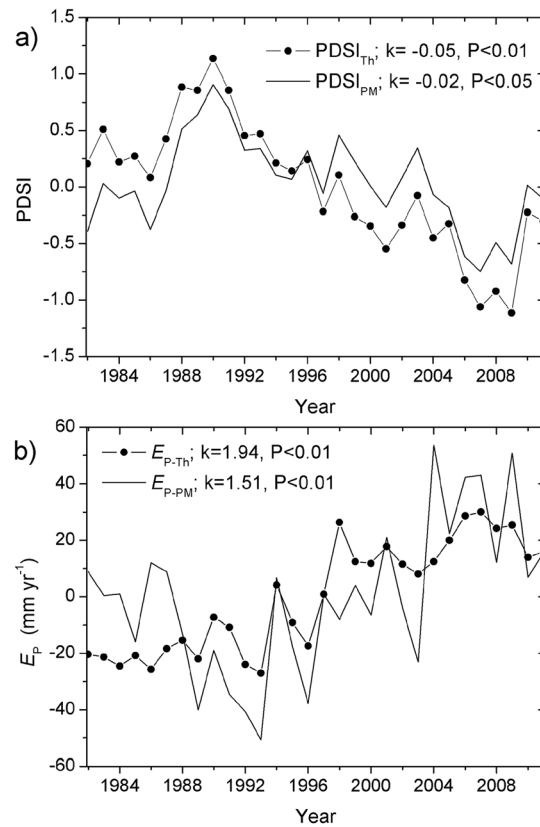 a)
PDSI_Th; k= -0.05, P<0.01
PDSI_PM; k= -0.02, P<0.05
1.5
1.0
0.5
0.0
-0.5
-1.0
-1.5
PDSI
1984 1988 1992 1996 2000 2004 2008
Year
b)
E_P-Th; k=1.94, P<0.01
E_P-PM; k=1.51, P<0.01
60
40
20
0
-20
-40
-60
E_P (mm yr⁻¹)
1984 1988 1992 1996 2000 2004 2008
Year